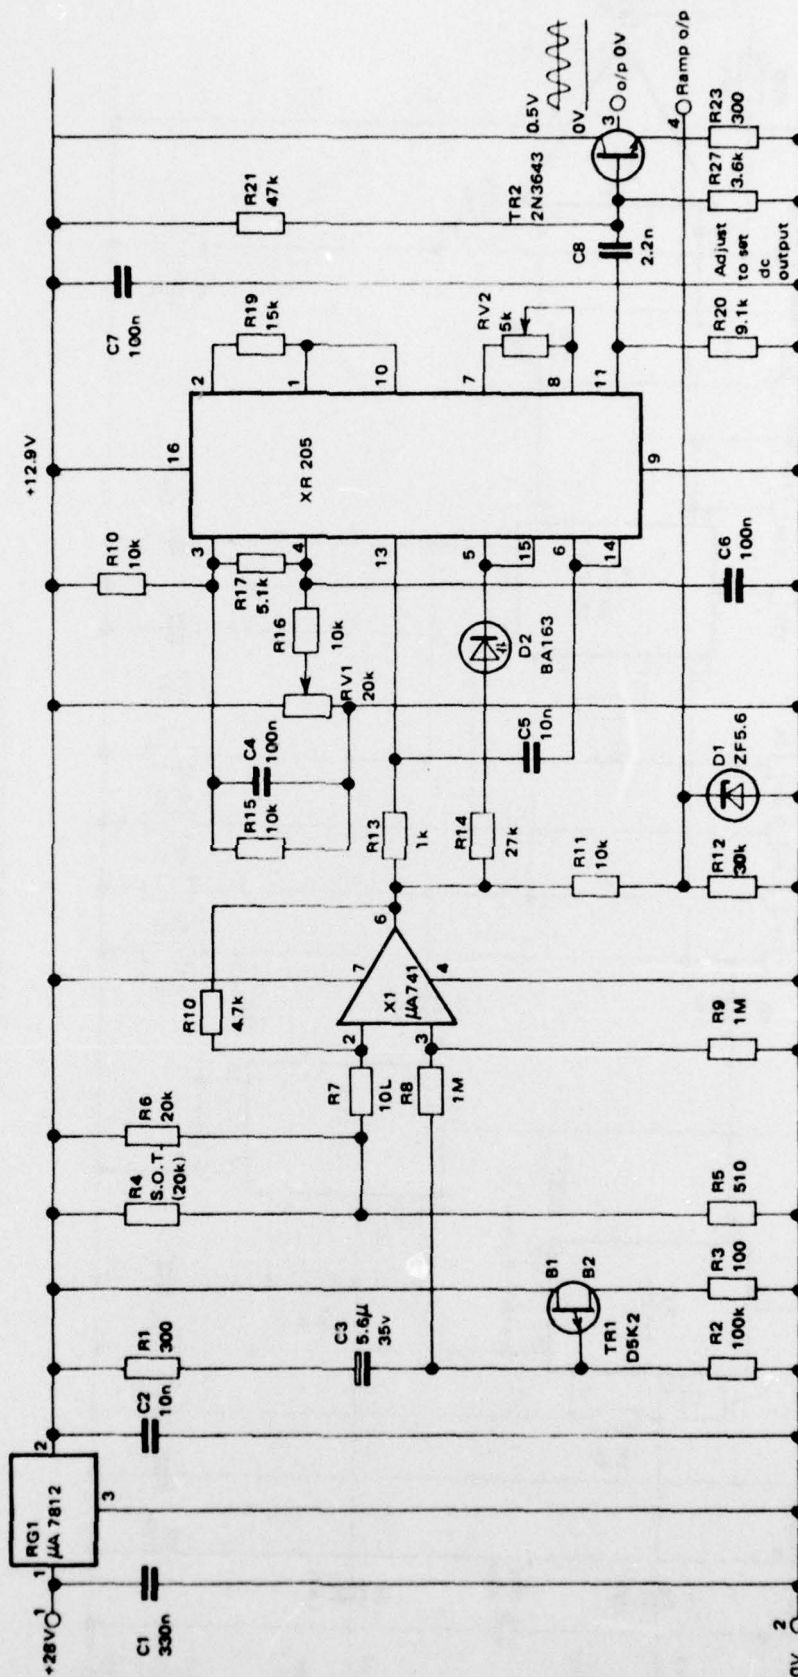 +28V
1
1
RG1
µA 7812
2
3
C1
330n
C2
10n
R1
300
C3
5.6µ
35v
TR1
D5K2
B1
B2
R2
100k
R3
100
R4
S.O.T.
(20k)
R6
20k
R5
510
R7
10L
R8
1M
R9
1M
R10
4.7k
2
3
X1
µA741
7
4
6
R13
1k
R14
27k
R11
10k
R12
30k
D1
ZF5.6
R15
10k
C4
100n
RV1
20k
R16
10k
R17
5.1k
R10
10k
C5
10n
D2
BA163
C6
100n
+12.9V
16
3
4
13
5
15
6
14
XR 205
2
1
10
7
8
11
9
R19
15k
C7
100n
R21
47k
RV2
5k
C8
2.2n
TR2
2N3643
0.5V
0V
3
o/p 0V
4
Ramp o/p
R20
9.1k
Adjust
to set
dc
output
R27
3.6k
R23
300
2